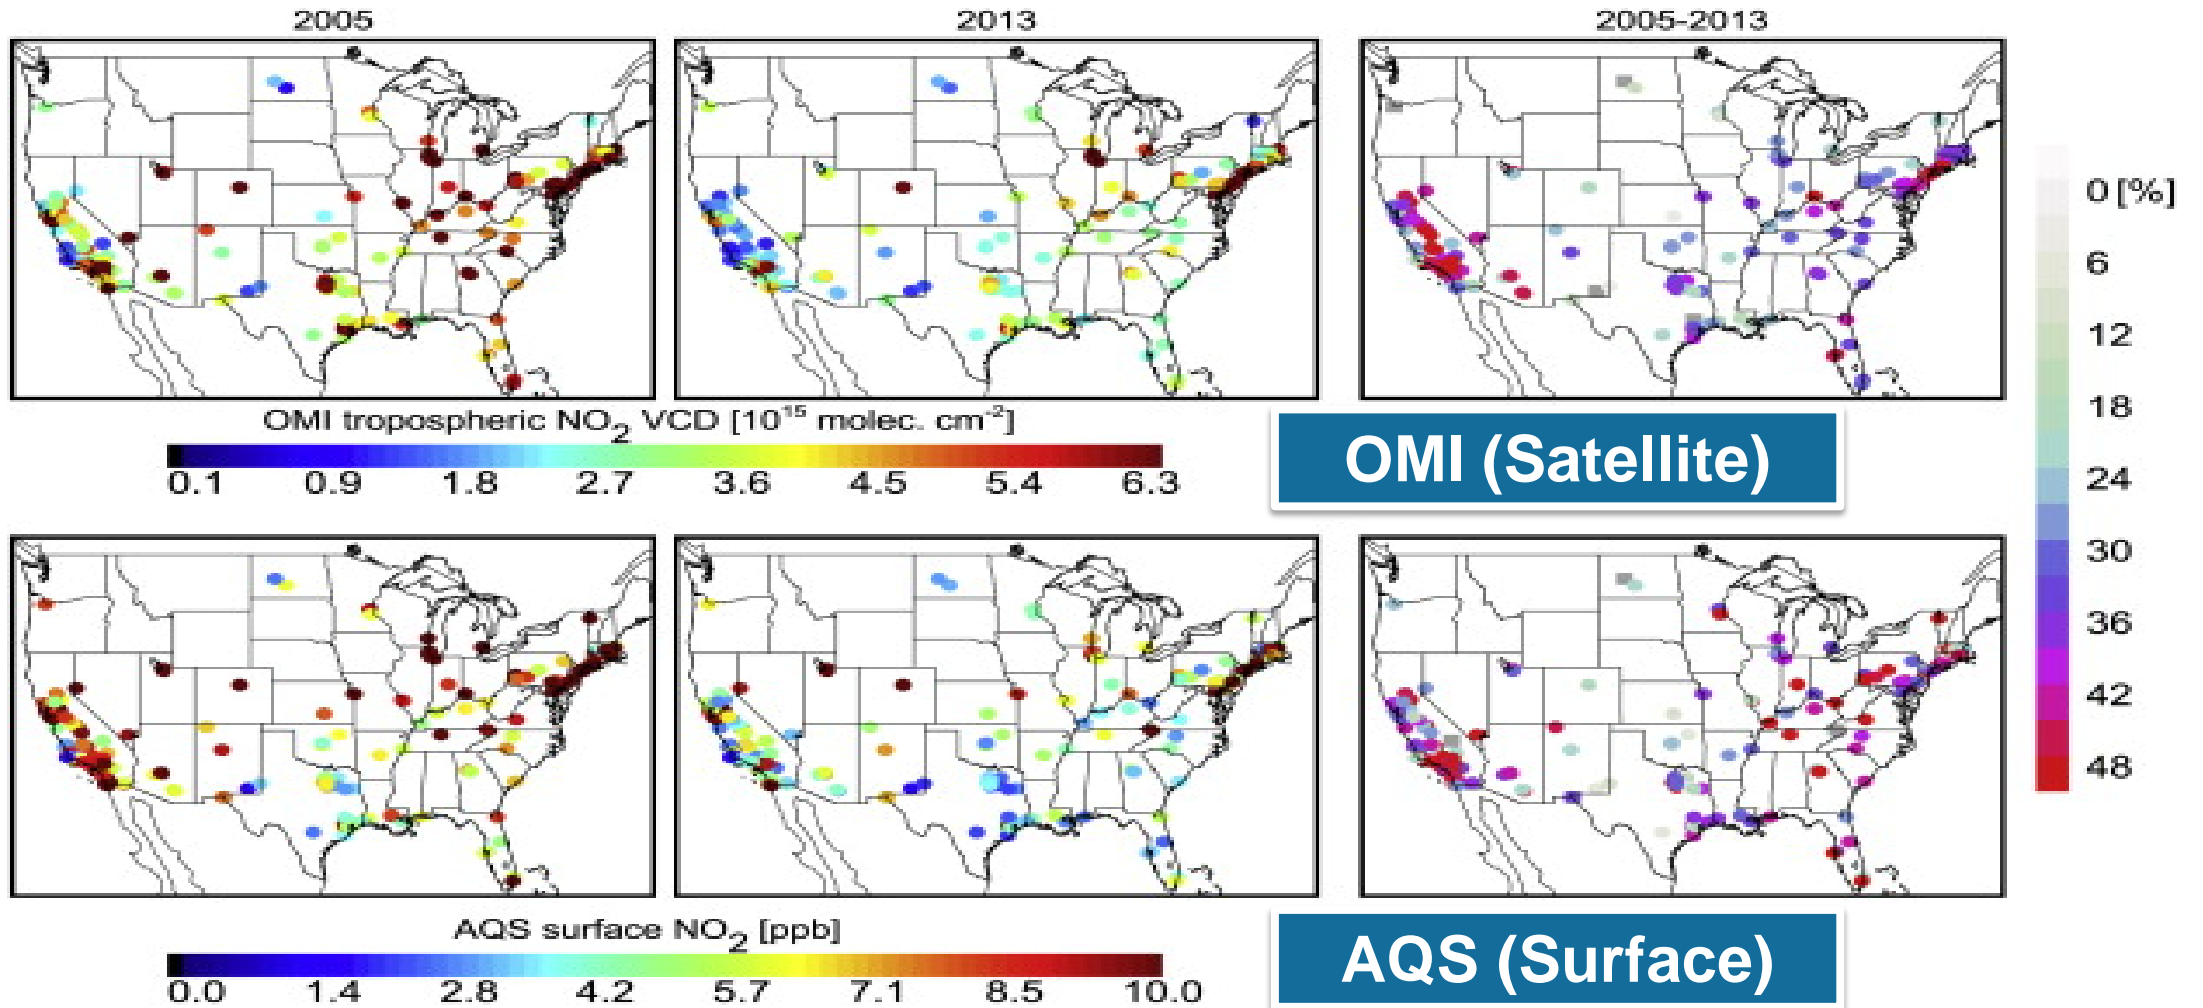 2005
2013
2005-2013
OMI tropospheric NO₂ VCD [10¹⁵ molec. cm⁻²]
0.1 0.9 1.8 2.7 3.6 4.5 5.4 6.3
OMI (Satellite)
0 [%]
6
12
18
24
30
36
42
48
AQS surface NO₂ [ppb]
0.0 1.4 2.8 4.2 5.7 7.1 8.5 10.0
AQS (Surface)